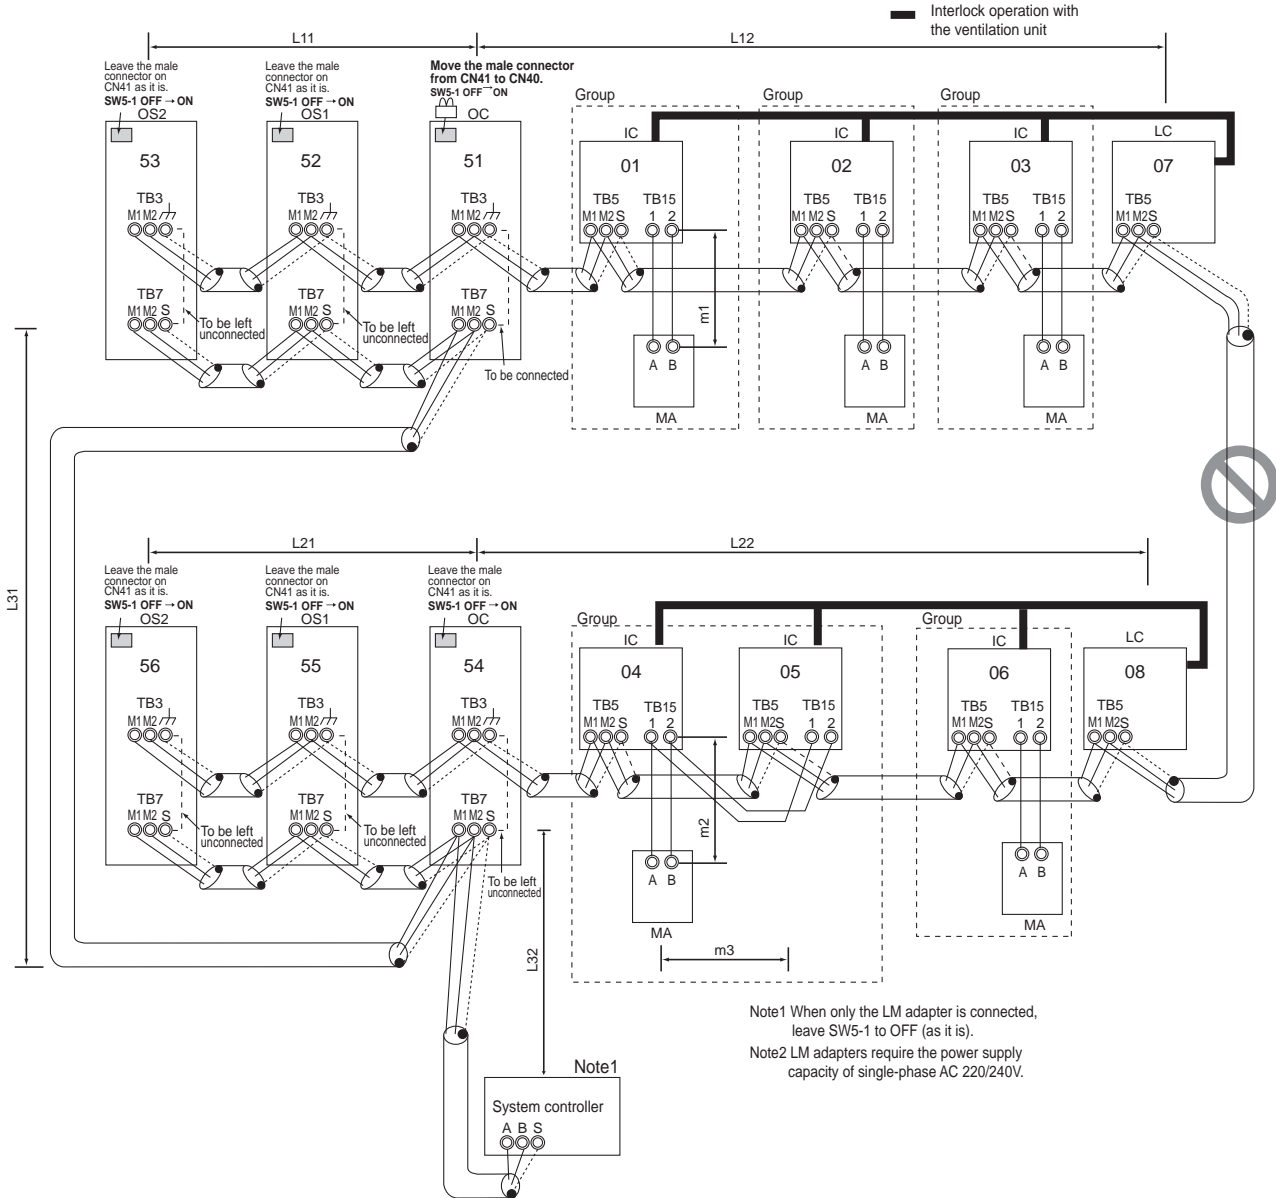 Interlock operation with
the ventilation unit
L11
L12
Leave the male
connector on
CN41 as it is.
SW5-1 OFF → ON
OS2
Leave the male
connector on
CN41 as it is.
SW5-1 OFF → ON
OS1
Move the male connector
from CN41 to CN40.
SW5-1 OFF → ON
OC
Group
Group
Group
IC
IC
IC
LC
53
52
51
01
02
03
07
TB3
TB3
TB3
TB5 TB15
TB5 TB15
TB5 TB15
TB5
M1 M2
M1 M2
M1 M2
M1 M2 S 1 2
M1 M2 S 1 2
M1 M2 S 1 2
M1 M2 S
TB7
TB7
TB7
M1 M2 S
M1 M2 S
M1 M2 S
To be left
unconnected
To be left
unconnected
To be connected
m1
A B
A B
A B
MA
MA
MA
L31
L21
L22
Leave the male
connector on
CN41 as it is.
SW5-1 OFF → ON
OS2
Leave the male
connector on
CN41 as it is.
SW5-1 OFF → ON
OS1
Leave the male
connector on
CN41 as it is.
SW5-1 OFF → ON
OC
Group
Group
IC
IC
IC
LC
56
55
54
04
05
06
08
TB3
TB3
TB3
TB5 TB15
TB5 TB15
TB5 TB15
TB5
M1 M2
M1 M2
M1 M2
M1 M2 S 1 2
M1 M2 S 1 2
M1 M2 S 1 2
M1 M2 S
TB7
TB7
TB7
M1 M2 S
M1 M2 S
M1 M2 S
To be left
unconnected
To be left
unconnected
To be left
unconnected
m2
A B
A B
MA
MA
m3
L32
Note1 When only the LM adapter is connected,
leave SW5-1 to OFF (as it is).
Note2 LM adapters require the power supply
capacity of single-phase AC 220/240V.
Note1
System controller
A B S